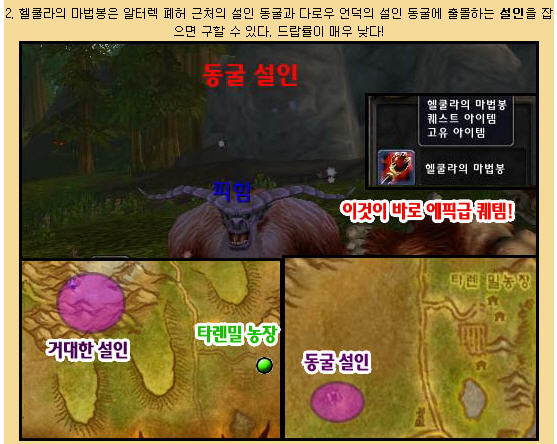 2. 헬쿨라의 마법봉은 알터렉 폐허 근처의 설인 동굴과 다로우 언덕의 설인 동굴에 출몰하는 설인을 잡
으면 구할 수 있다. 드랍률이 매우 낮다!
동굴 설인
헬쿨라의 마법봉
퀘스트 아이템
고유 아이템
헬쿨라의 마법봉
픽함
이것이 바로 에픽급 퀘템!
타렌 밀농장
타렌밀 농장
거대한 설인
동굴 설인